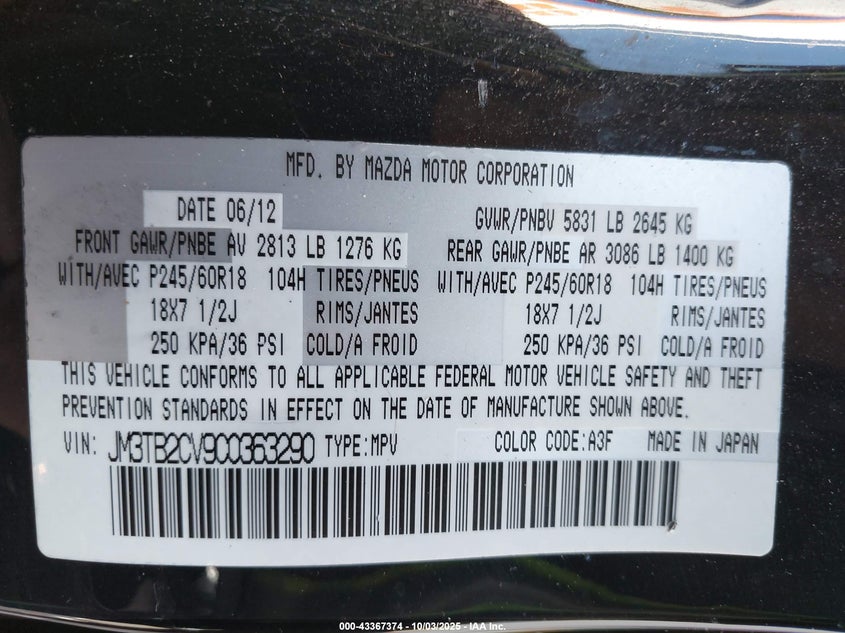 MFD. BY MAZDA MOTOR CORPORATION
DATE 06/12 GVWR/PNBV 5831 LB 2645 KG
FRONT GAWR/PNBE AV 2813 LB 1276 KG REAR GAWR/PNBE AR 3086 LB 1400 KG
WITH/AVEC P245/60R18 104H TIRES/PNEUS WITH/AVEC P245/60R18 104H TIRES/PNEUS
18X7 1/2J RIMS/JANTES 18X7 1/2J RIMS/JANTES
250 KPA/36 PSI COLD/A FROID 250 KPA/36 PSI COLD/A FROID
THIS VEHICLE CONFORMS TO ALL APPLICABLE FEDERAL MOTOR VEHICLE SAFETY AND THEFT
PREVENTION STANDARDS IN EFFECT ON THE DATE OF MANUFACTURE SHOWN ABOVE.
VIN: JM3TB2CV9C0363290 TYPE:MPV COLOR CODE:A3F MADE IN JAPAN
000-43367374 - 10/03/2025 - IAA Inc.